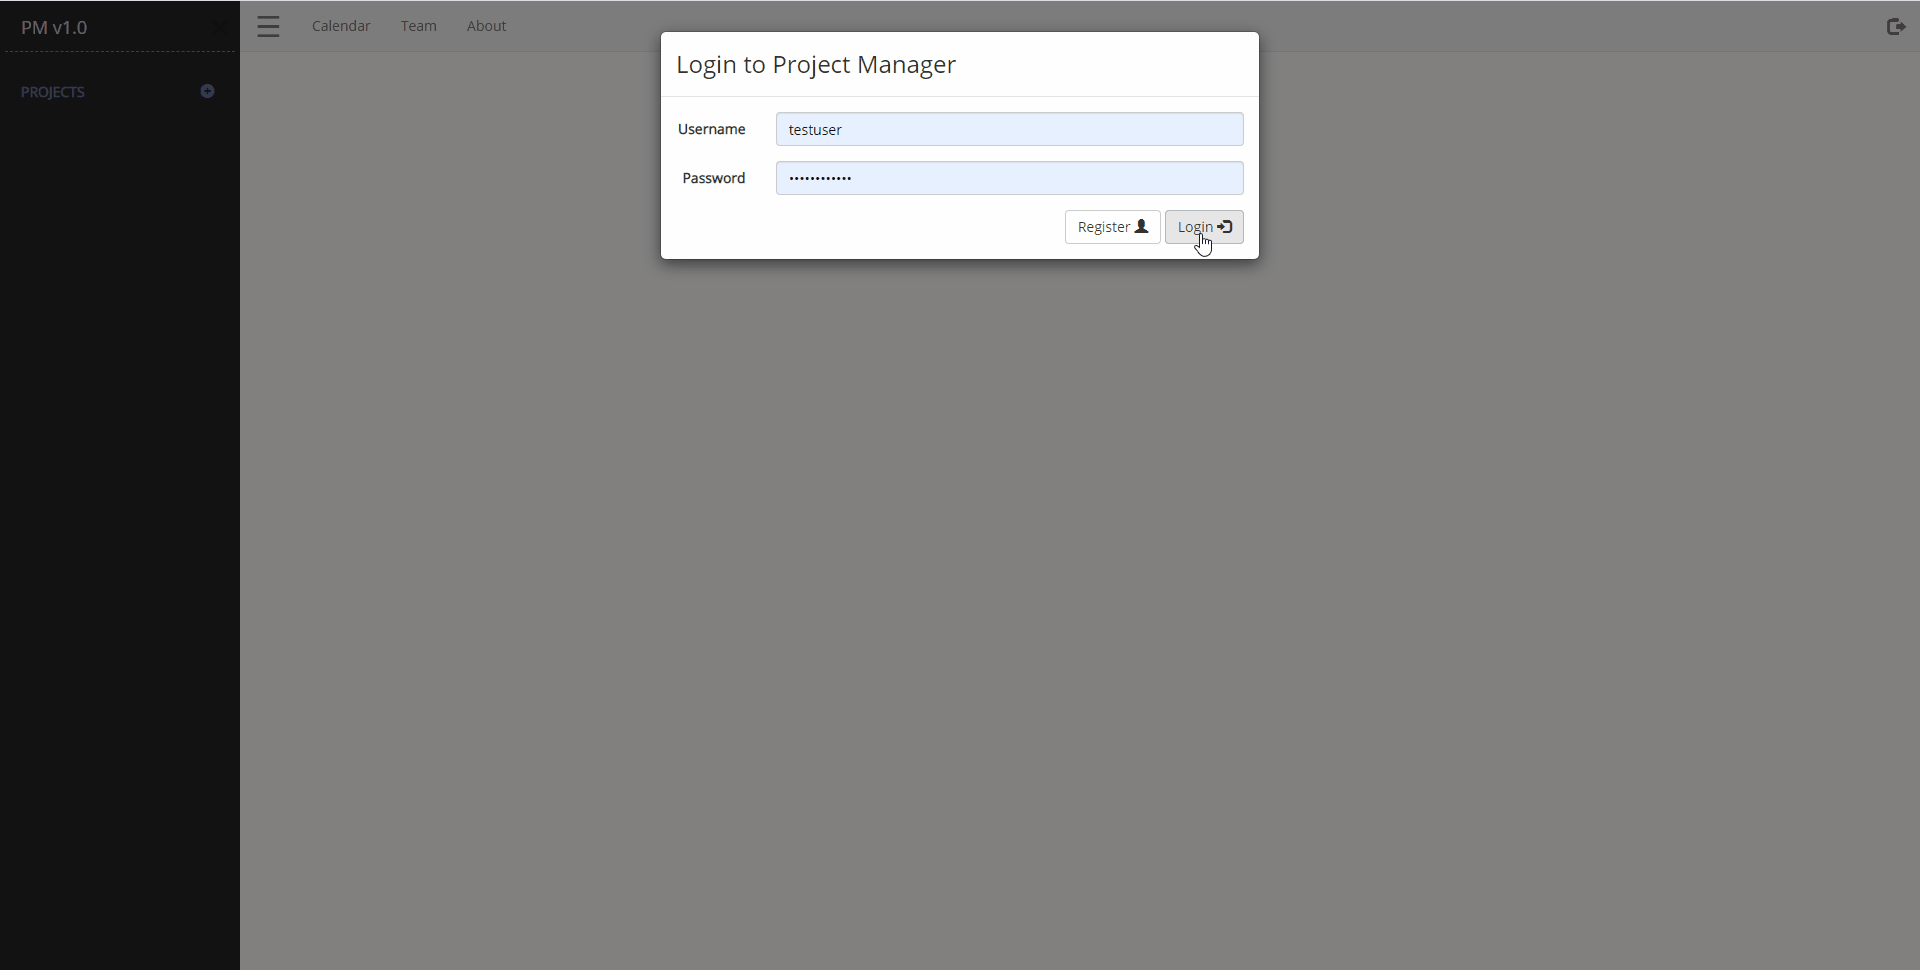 PM v1.0
Calendar Team About
PROJECTS
Login to Project Manager
Username testuser
Password ••••••••••••
Register Login